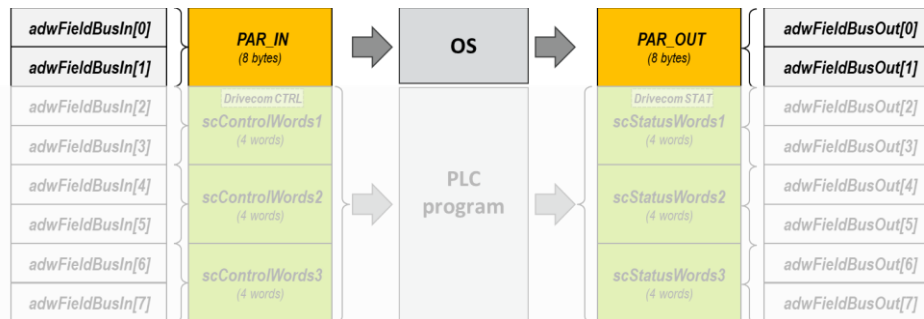 adwFieldBusIn[0]
adwFieldBusIn[1]
adwFieldBusIn[2]
adwFieldBusIn[3]
adwFieldBusIn[4]
adwFieldBusIn[5]
adwFieldBusIn[6]
adwFieldBusIn[7]
PAR_IN
(8 bytes)
Drivecom CTRL
scControlWords1
(4 words)
scControlWords2
(4 words)
scControlWords3
(4 words)
OS
PLC
program
PAR_OUT
(8 bytes)
Drivecom STAT
scStatusWords1
(4 words)
scStatusWords2
(4 words)
scStatusWords3
(4 words)
adwFieldBusOut[0]
adwFieldBusOut[1]
adwFieldBusOut[2]
adwFieldBusOut[3]
adwFieldBusOut[4]
adwFieldBusOut[5]
adwFieldBusOut[6]
adwFieldBusOut[7]